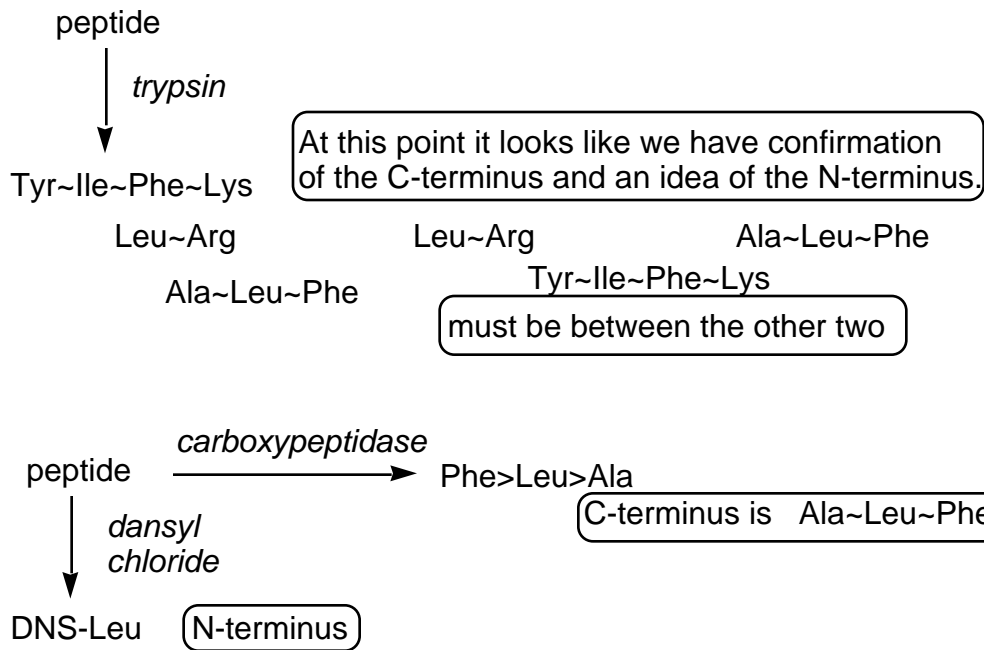 peptide
trypsin
At this point it looks like we have confirmation
of the C-terminus and an idea of the N-terminus.
Tyr~Ile~Phe~Lys
Leu~Arg
Leu~Arg
Ala~Leu~Phe
Ala~Leu~Phe
Tyr~Ile~Phe~Lys
must be between the other two
carboxypeptidase
peptide
Phe>Leu>Ala
C-terminus is Ala~Leu~Phe
dansyl
chloride
DNS-Leu
N-terminus